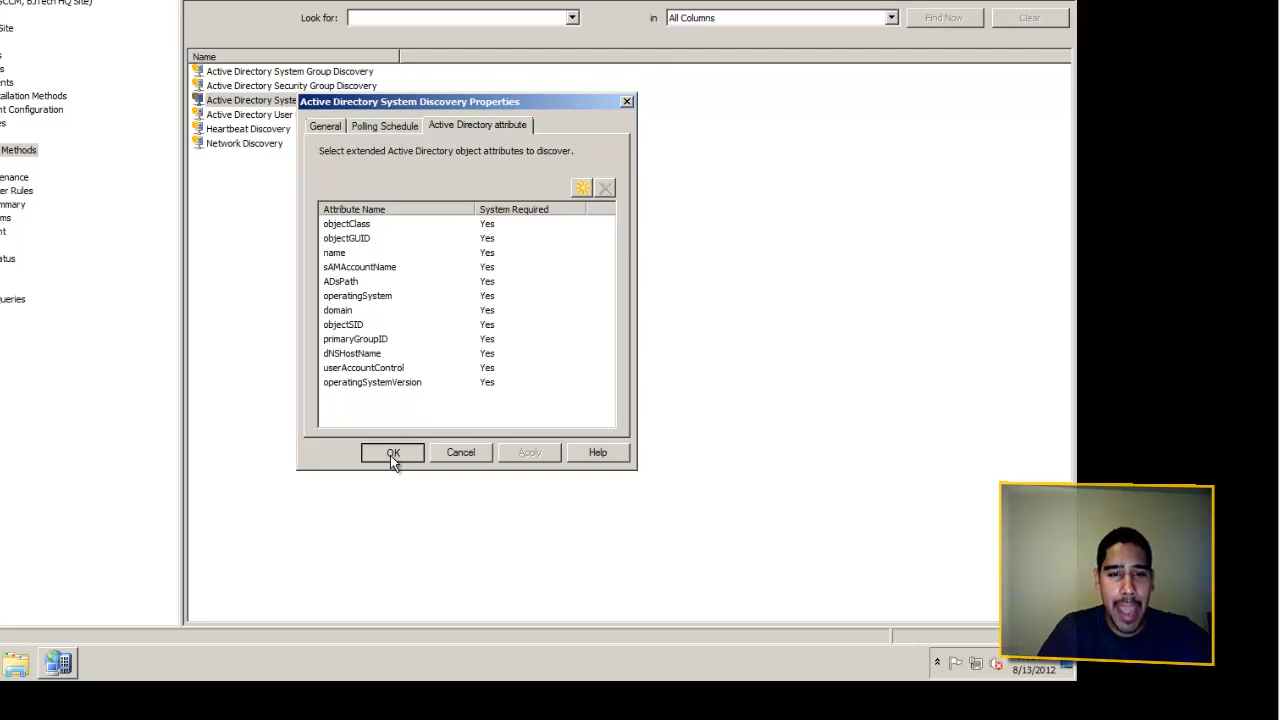 SCCM, BJTech HQ Site)
Site
s
s
ents
stallation Methods
nt Configuration
es
Methods
enance
er Rules
mmary
ms
nt
atus
Queries
Look for:
in
All Columns
Find Now
Clear
Name
Active Directory System Group Discovery
Active Directory Security Group Discovery
Active Directory Syste
Active Directory User
Heartbeat Discovery
Network Discovery
Active Directory System Discovery Properties
General
Polling Schedule
Active Directory attribute
Select extended Active Directory object attributes to discover.
Attribute Name System Required
objectClass Yes
objectGUID Yes
name Yes
sAMAccountName Yes
ADsPath Yes
operatingSystem Yes
domain Yes
objectSID Yes
primaryGroupID Yes
dNSHostName Yes
userAccountControl Yes
operatingSystemVersion Yes
OK
Cancel
Apply
Help
8/13/2012